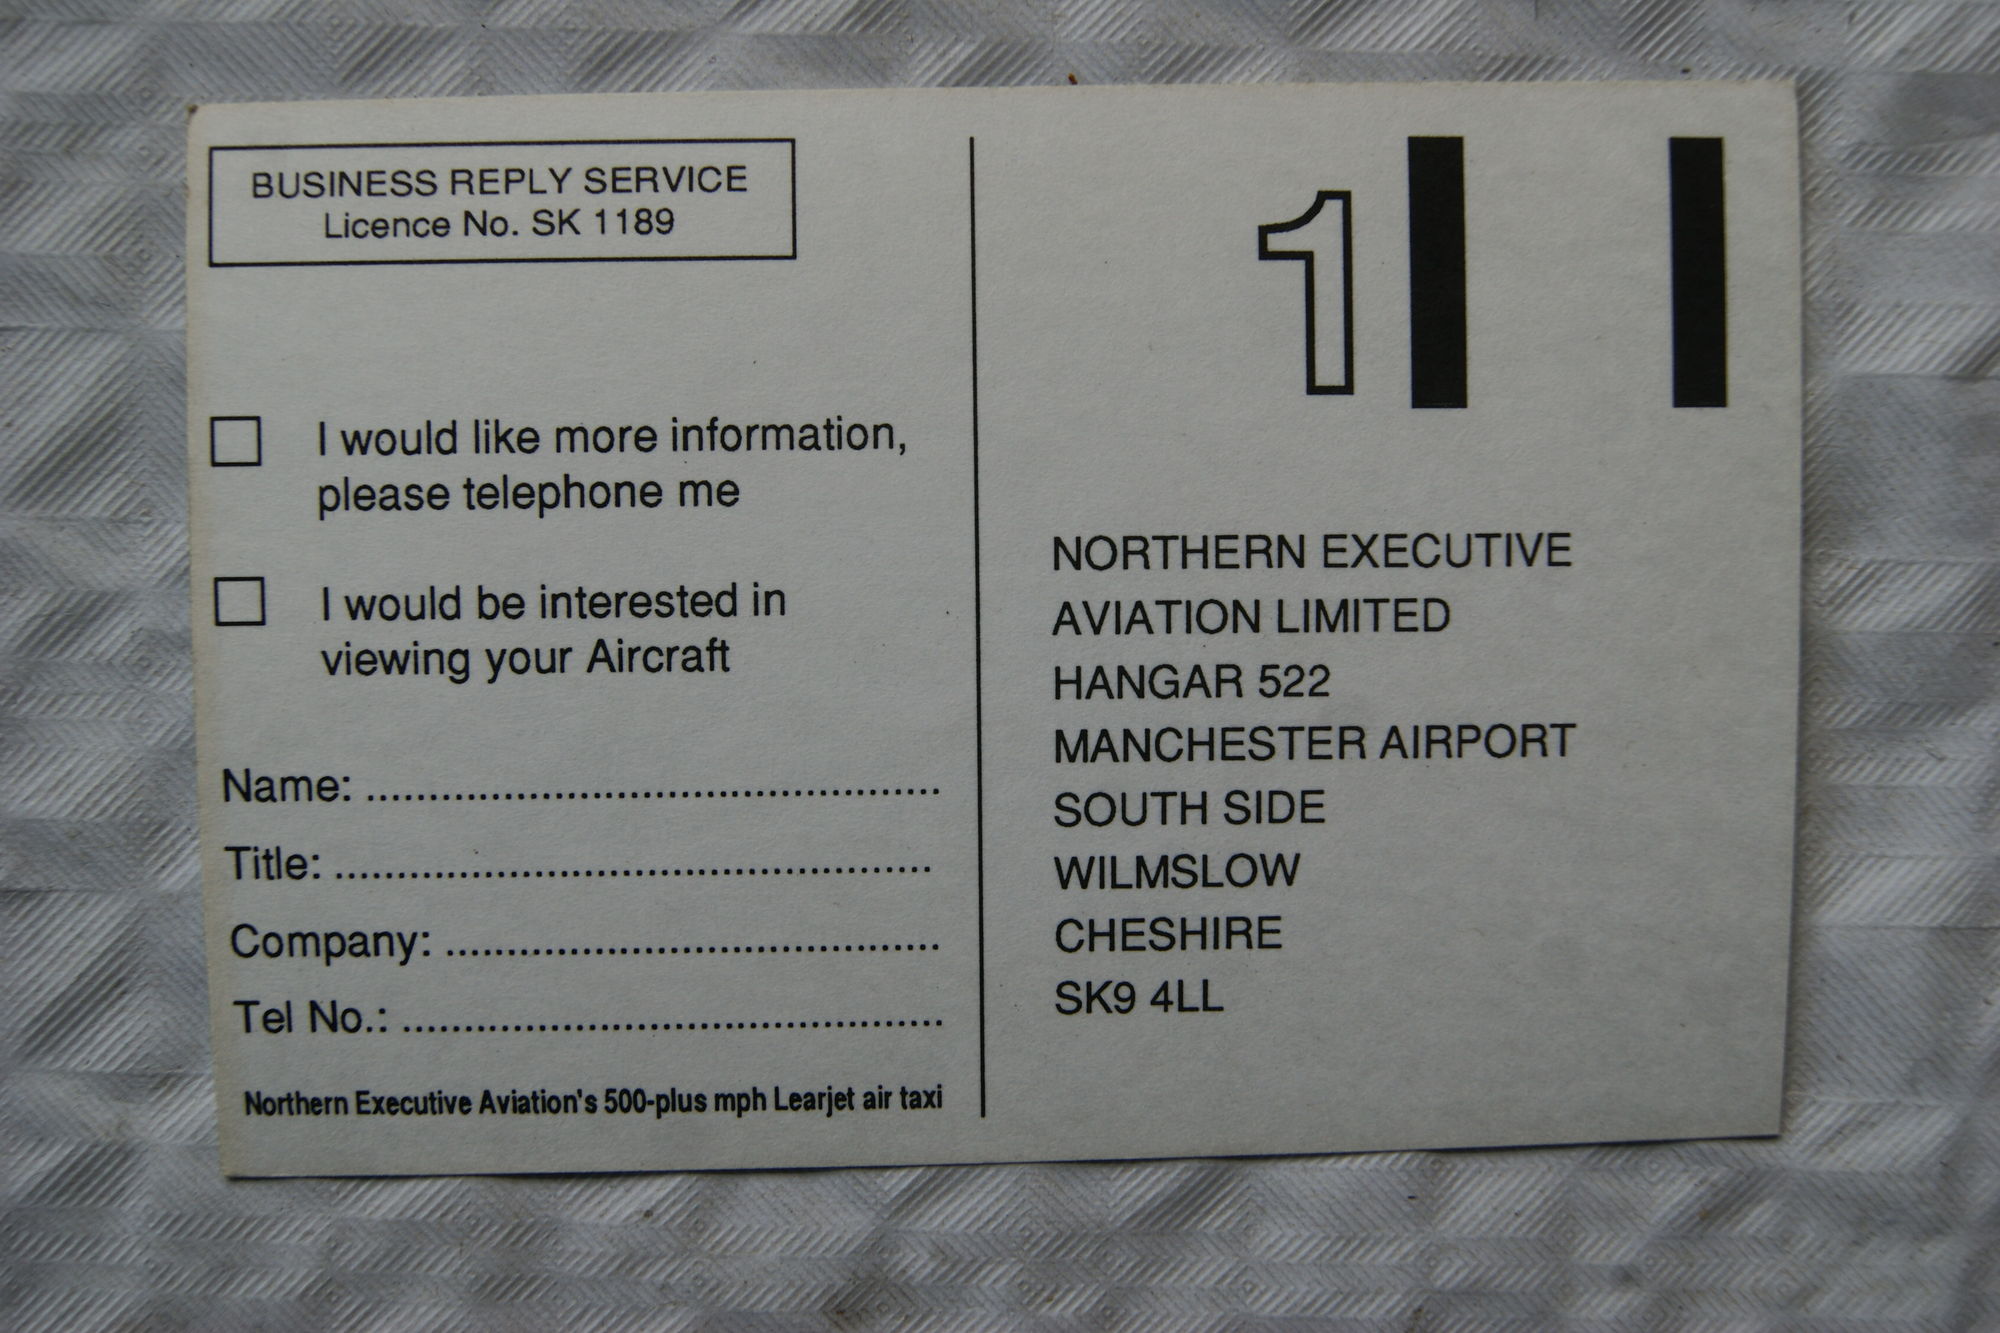 BUSINESS REPLY SERVICE
Licence No. SK 1189
I would like more information,
please telephone me
I would be interested in
viewing your Aircraft
Name: ..............................................
Title: ................................................
Company: ........................................
Tel No.: ............................................
Northern Executive Aviation's 500-plus mph Learjet air taxi
1
NORTHERN EXECUTIVE
AVIATION LIMITED
HANGAR 522
MANCHESTER AIRPORT
SOUTH SIDE
WILMSLOW
CHESHIRE
SK9 4LL